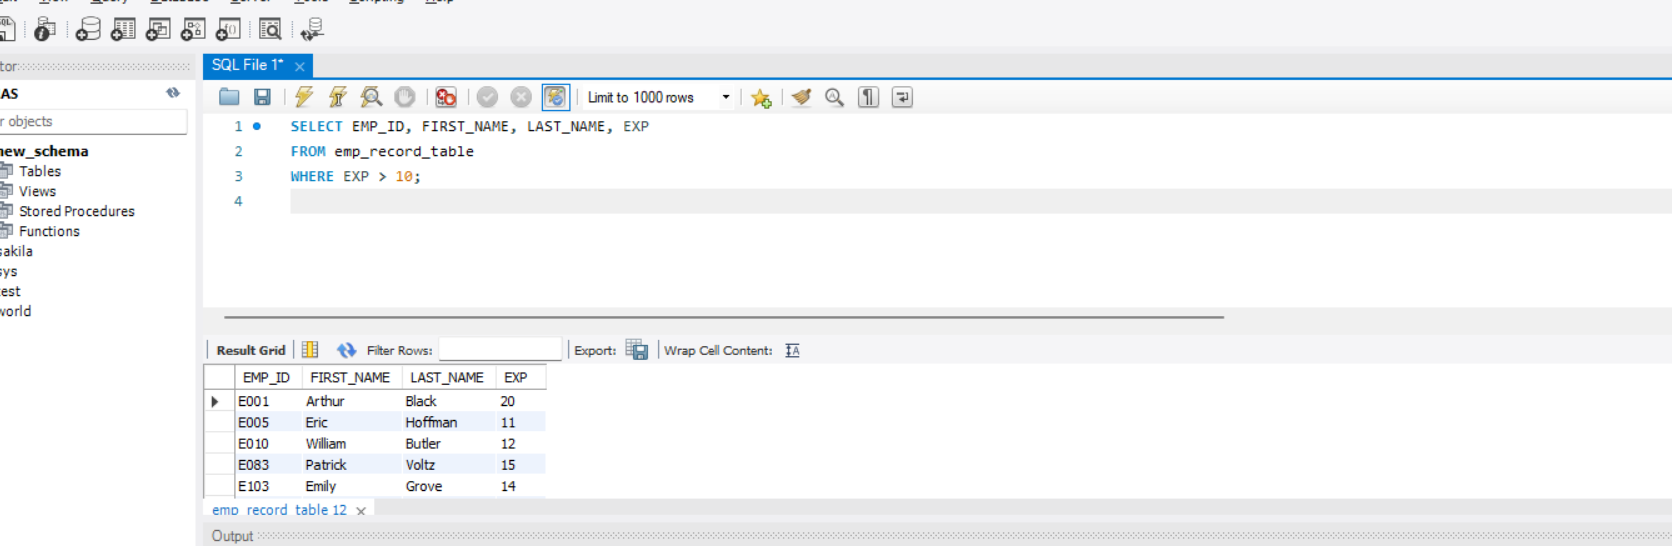 SQL File 1*
tor
AS
r objects
new_schema
Tables
Views
Stored Procedures
Functions
sakila
sys
test
world
Limit to 1000 rows
1 SELECT EMP_ID, FIRST_NAME, LAST_NAME, EXP
2 FROM emp_record_table
3 WHERE EXP > 10;
4
Result Grid Filter Rows: Export: Wrap Cell Content:
EMP_ID FIRST_NAME LAST_NAME EXP
E001 Arthur Black 20
E005 Eric Hoffman 11
E010 William Butler 12
E083 Patrick Voltz 15
E103 Emily Grove 14
emp_record_table 12
Output